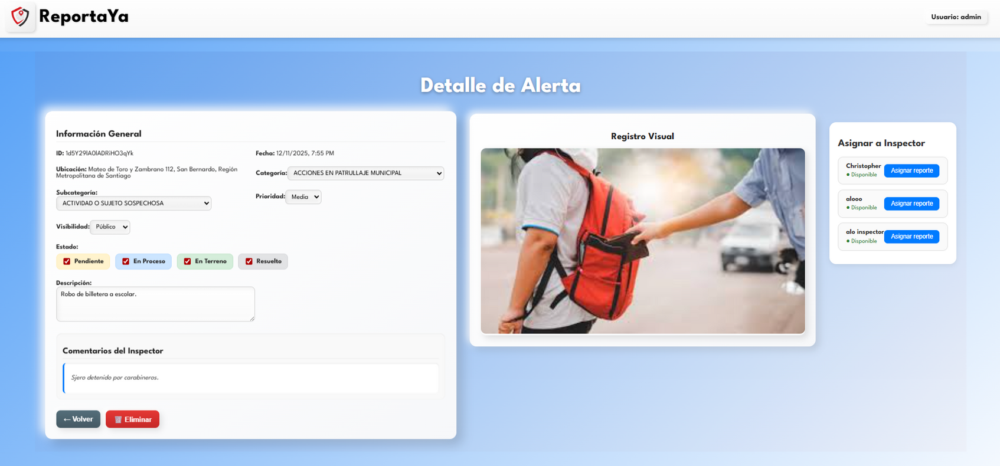 ReportaYa
Usuario: admin
Detalle de Alerta
Información General
ID: 1d5Y29lA0lADRiHO3qYk
Fecha: 12/11/2025, 7:55 PM
Ubicación: Mateo de Toro y Zambrano 112, San Bernardo, Región
Metropolitana de Santiago
Categoría: ACCIONES EN PATRULLAJE MUNICIPAL
Subcategoría:
ACTIVIDAD O SUJETO SOSPECHOSA
Prioridad: Media
Visibilidad: Público
Estado:
Pendiente En Proceso En Terreno Resuelto
Descripción:
Robo de billetera a escolar.
Comentarios del Inspector
Sjero detenido por carabineros.
← Volver Eliminar
Registro Visual
Asignar a Inspector
Christopher
● Disponible
Asignar reporte
alooo
● Disponible
Asignar reporte
alo inspector
● Disponible
Asignar reporte